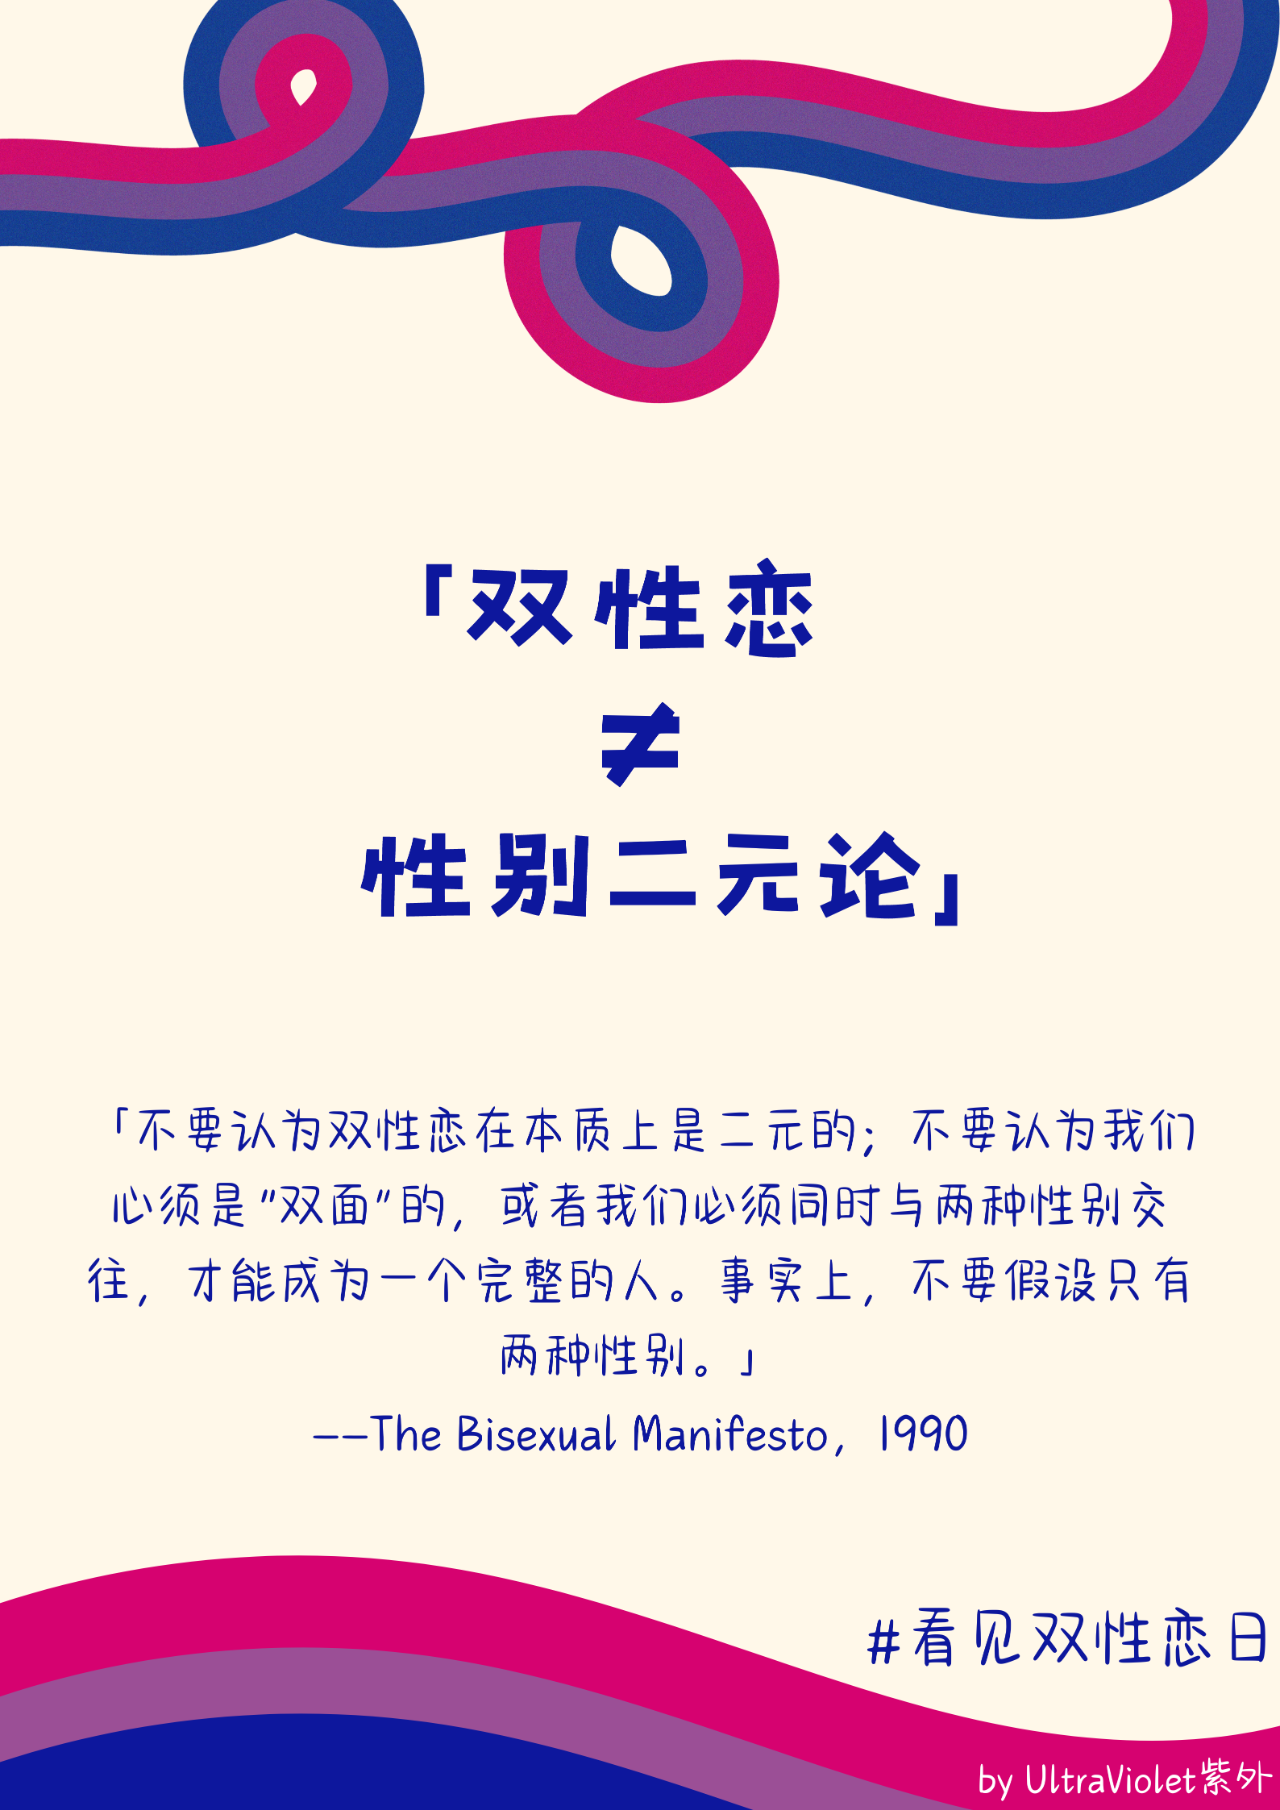 「双性恋
≠
性别二元论」
「不要认为双性恋在本质上是二元的；不要认为我们
必须是"双面"的，或者我们必须同时与两种性别交
往，才能成为一个完整的人。事实上，不要假设只有
两种性别。」
——The Bisexual Manifesto，1990
#看见双性恋日
by UltraViolet紫外